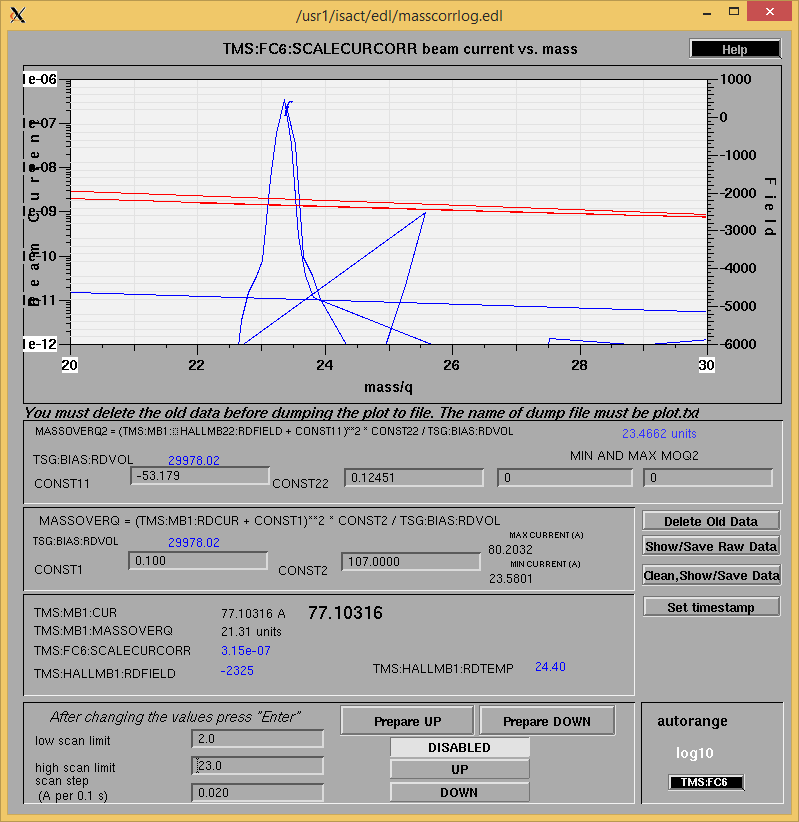 /usr1/isact/edl/masscorrlog.edl
TMS:FC6:SCALECURCORR beam current vs. mass
Help
1e-06
e-07
e-08
e-09
e-10
e-11
1e-12
Beam Current
1000
0
-1000
-2000
-3000
-4000
-5000
-6000
Field
20 22 24 26 28 30
mass/q
You must delete the old data before dumping the plot to file. The name of dump file must be plot.txt
MASSOVERQ2 = (TMS:MB1: HALLMB22:RDFIELD + CONST11)**2 * CONST22 / TSG:BIAS:RDVOL
23.4662 units
TSG:BIAS:RDVOL 29978.02
MIN AND MAX MOQ2
CONST11 -53.179 CONST22 0.12451 0 0
MASSOVERQ = (TMS:MB1:RDCUR + CONST1)**2 * CONST2 / TSG:BIAS:RDVOL
TSG:BIAS:RDVOL 29978.02
MAX CURRENT (A)
80.2032
MIN CURRENT (A)
23.5801
CONST1 0.100 CONST2 107.0000
Delete Old Data
Show/Save Raw Data
Clean,Show/Save Data
Set timestamp
TMS:MB1:CUR 77.10316 A 77.10316
TMS:MB1:MASSOVERQ 21.31 units
TMS:FC6:SCALECURCORR 3.15e-07
TMS:HALLMB1:RDFIELD -2325
TMS:HALLMB1:RDTEMP 24.40
After changing the values press "Enter"
low scan limit 2.0
high scan limit 23.0
scan step
(A per 0.1 s) 0.020
Prepare UP
Prepare DOWN
DISABLED
UP
DOWN
autorange
log10
TMS:FC6